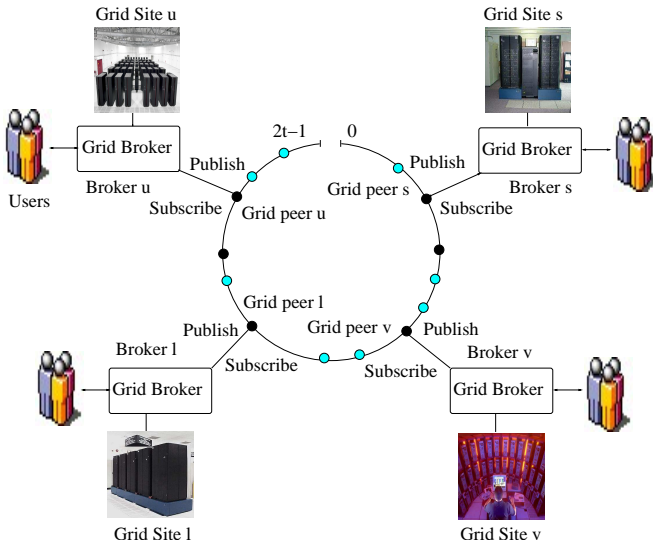 Grid Site u
Grid Site s
2t−1
0
Grid Broker
Publish
Publish
Grid Broker
Broker u
Grid peer s
Broker s
Users
Subscribe
Grid peer u
Subscribe
Grid peer l
Publish
Grid peer v
Publish
Broker l
Subscribe
Subscribe
Broker v
Grid Broker
Grid Broker
Grid Site l
Grid Site v